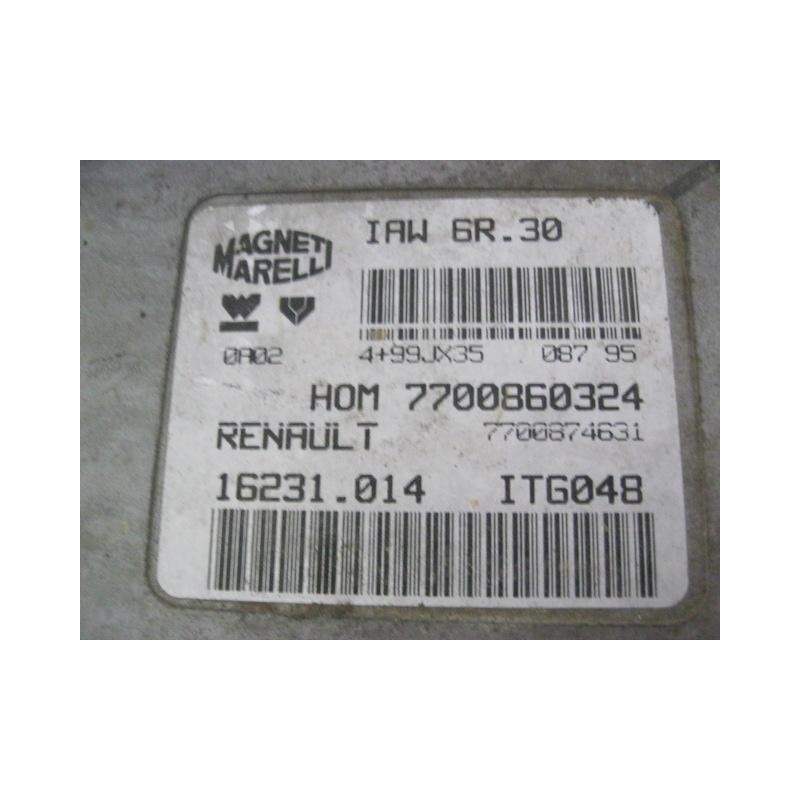 MAGNETI MARELLI
IAW 6R.30
0A02 4+99JX35 087 95
HOM 7700860324
RENAULT 7700874631
16231.014 ITG048